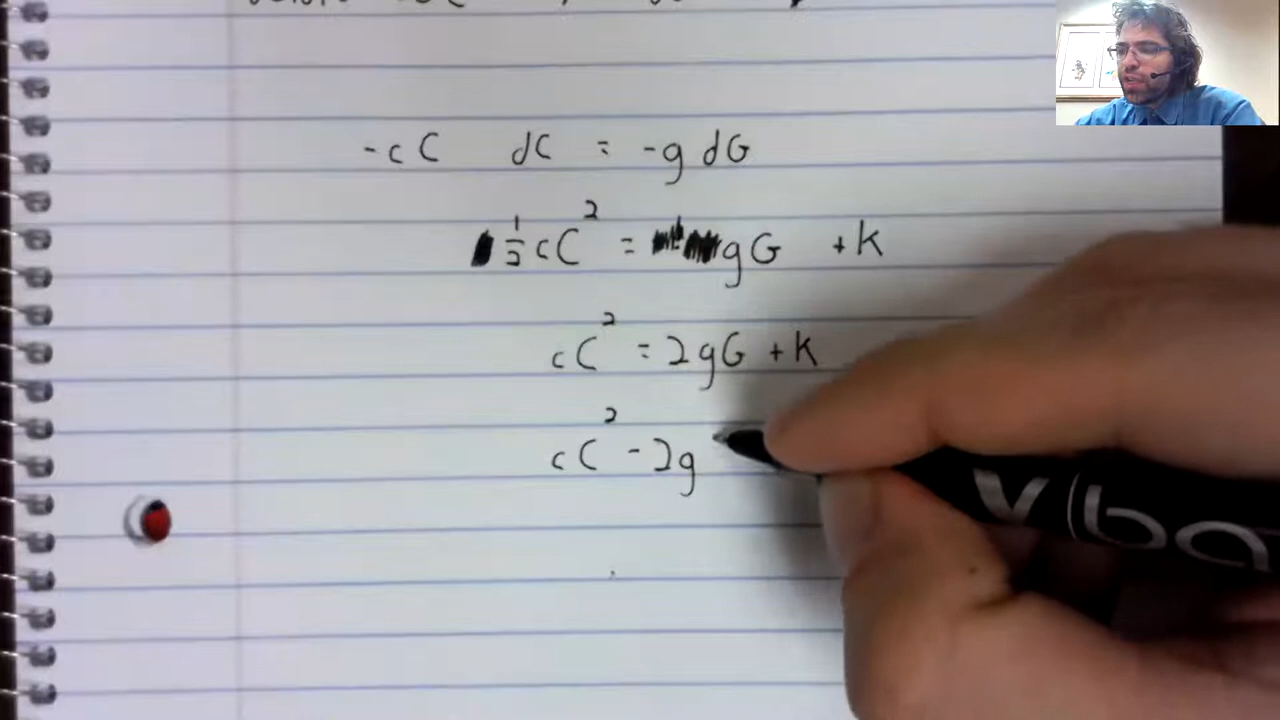 -cC dC = -g dG
½cC² = gG +k
cC² = 2gG +k
cC² - 2g